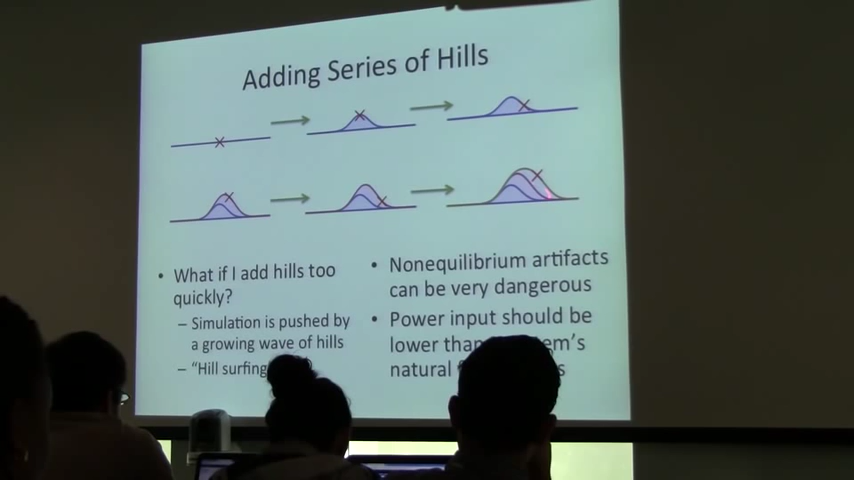 Adding Series of Hills
• What if I add hills too
quickly?
– Simulation is pushed by
a growing wave of hills
– "Hill surfing
• Nonequilibrium artifacts
can be very dangerous
• Power input should be
lower than
natural